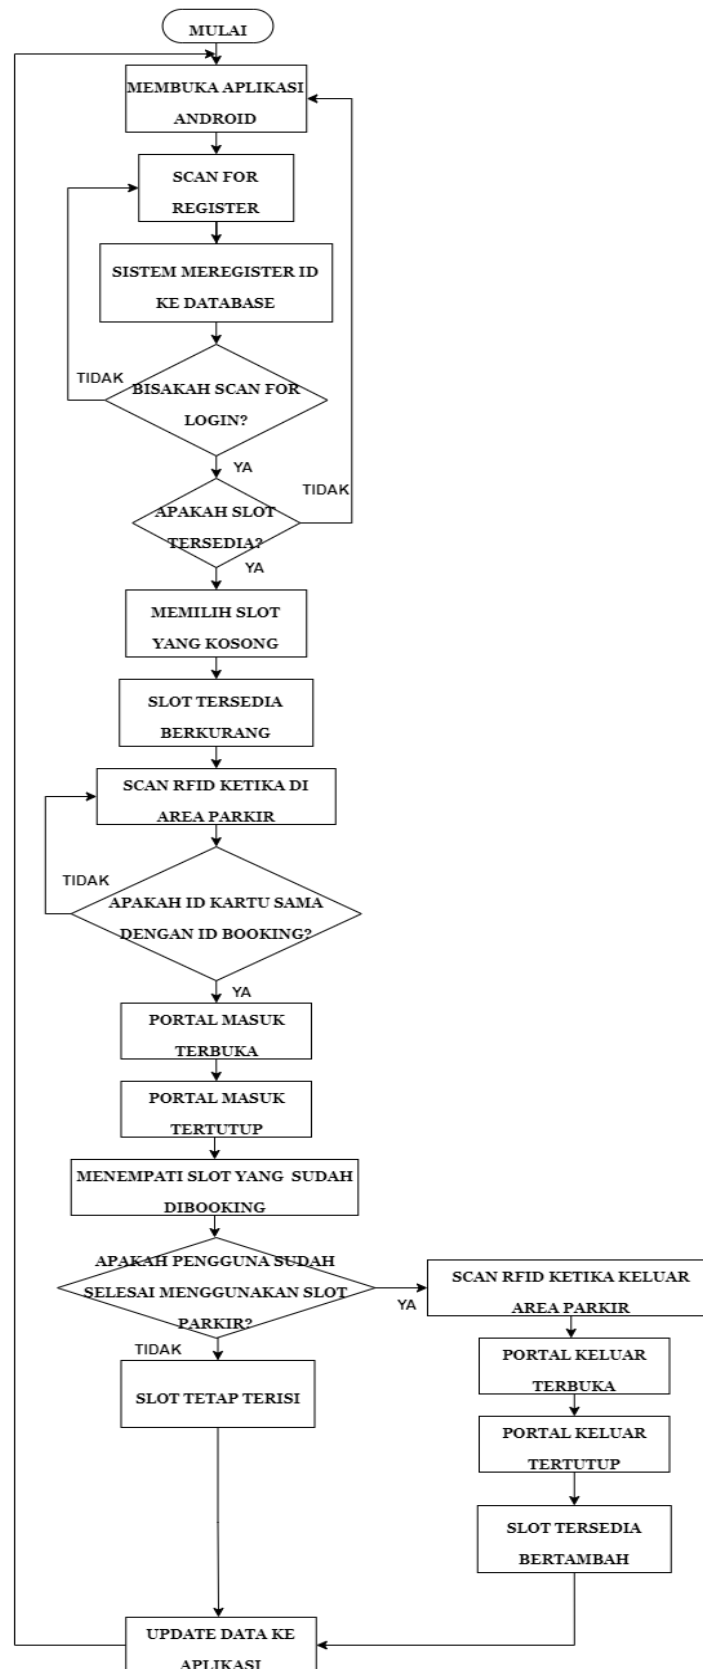 MULAI
MEMBUKA APLIKASI
ANDROID
SCAN FOR
REGISTER
SISTEM MEREGISTER ID
KE DATABASE
TIDAK
BISAKAH SCAN FOR
LOGIN?
YA
TIDAK
APAKAH SLOT
TERSEDIA?
YA
MEMILIH SLOT
YANG KOSONG
SLOT TERSEDIA
BERKURANG
SCAN RFID KETIKA DI
AREA PARKIR
TIDAK
APAKAH ID KARTU SAMA
DENGAN ID BOOKING?
YA
PORTAL MASUK
TERBUKA
PORTAL MASUK
TERTUTUP
MENEMPATI SLOT YANG SUDAH
DIBOOKING
APAKAH PENGGUNA SUDAH
SELESAI MENGGUNAKAN SLOT
PARKIR?
YA
SCAN RFID KETIKA KELUAR
AREA PARKIR
TIDAK
SLOT TETAP TERISI
PORTAL KELUAR
TERBUKA
PORTAL KELUAR
TERTUTUP
SLOT TERSEDIA
BERTAMBAH
UPDATE DATA KE
APLIKASI